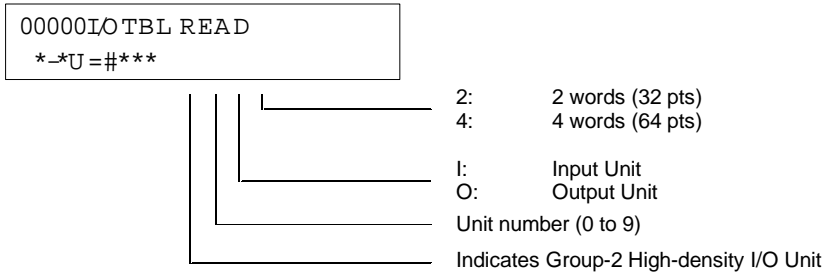 00000I/OTBL READ
*-*U=#***
2: 2 words (32 pts)
4: 4 words (64 pts)
I: Input Unit
O: Output Unit
Unit number (0 to 9)
Indicates Group-2 High-density I/O Unit